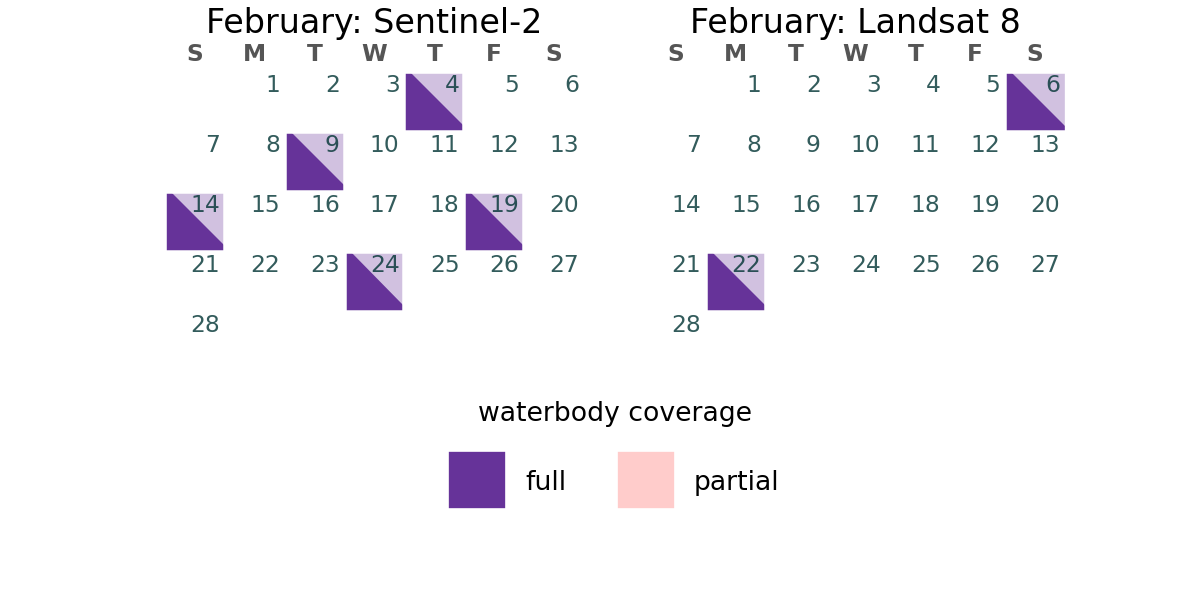 February: Sentinel-2
S M T W T F S
1 2 3 4 5 6
7 8 9 10 11 12 13
14 15 16 17 18 19 20
21 22 23 24 25 26 27
28
February: Landsat 8
S M T W T F S
1 2 3 4 5 6
7 8 9 10 11 12 13
14 15 16 17 18 19 20
21 22 23 24 25 26 27
28
waterbody coverage
full
partial